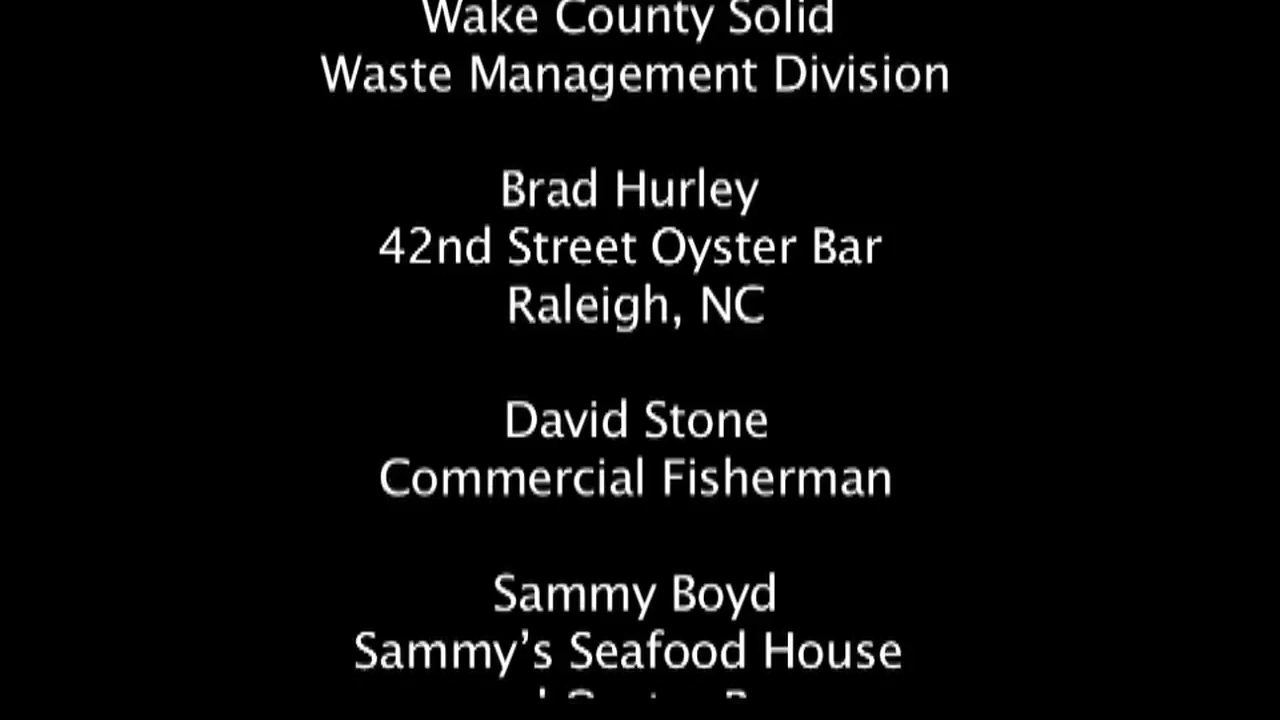 Wake County Solid
Waste Management Division
Brad Hurley
42nd Street Oyster Bar
Raleigh, NC
David Stone
Commercial Fisherman
Sammy Boyd
Sammy’s Seafood House